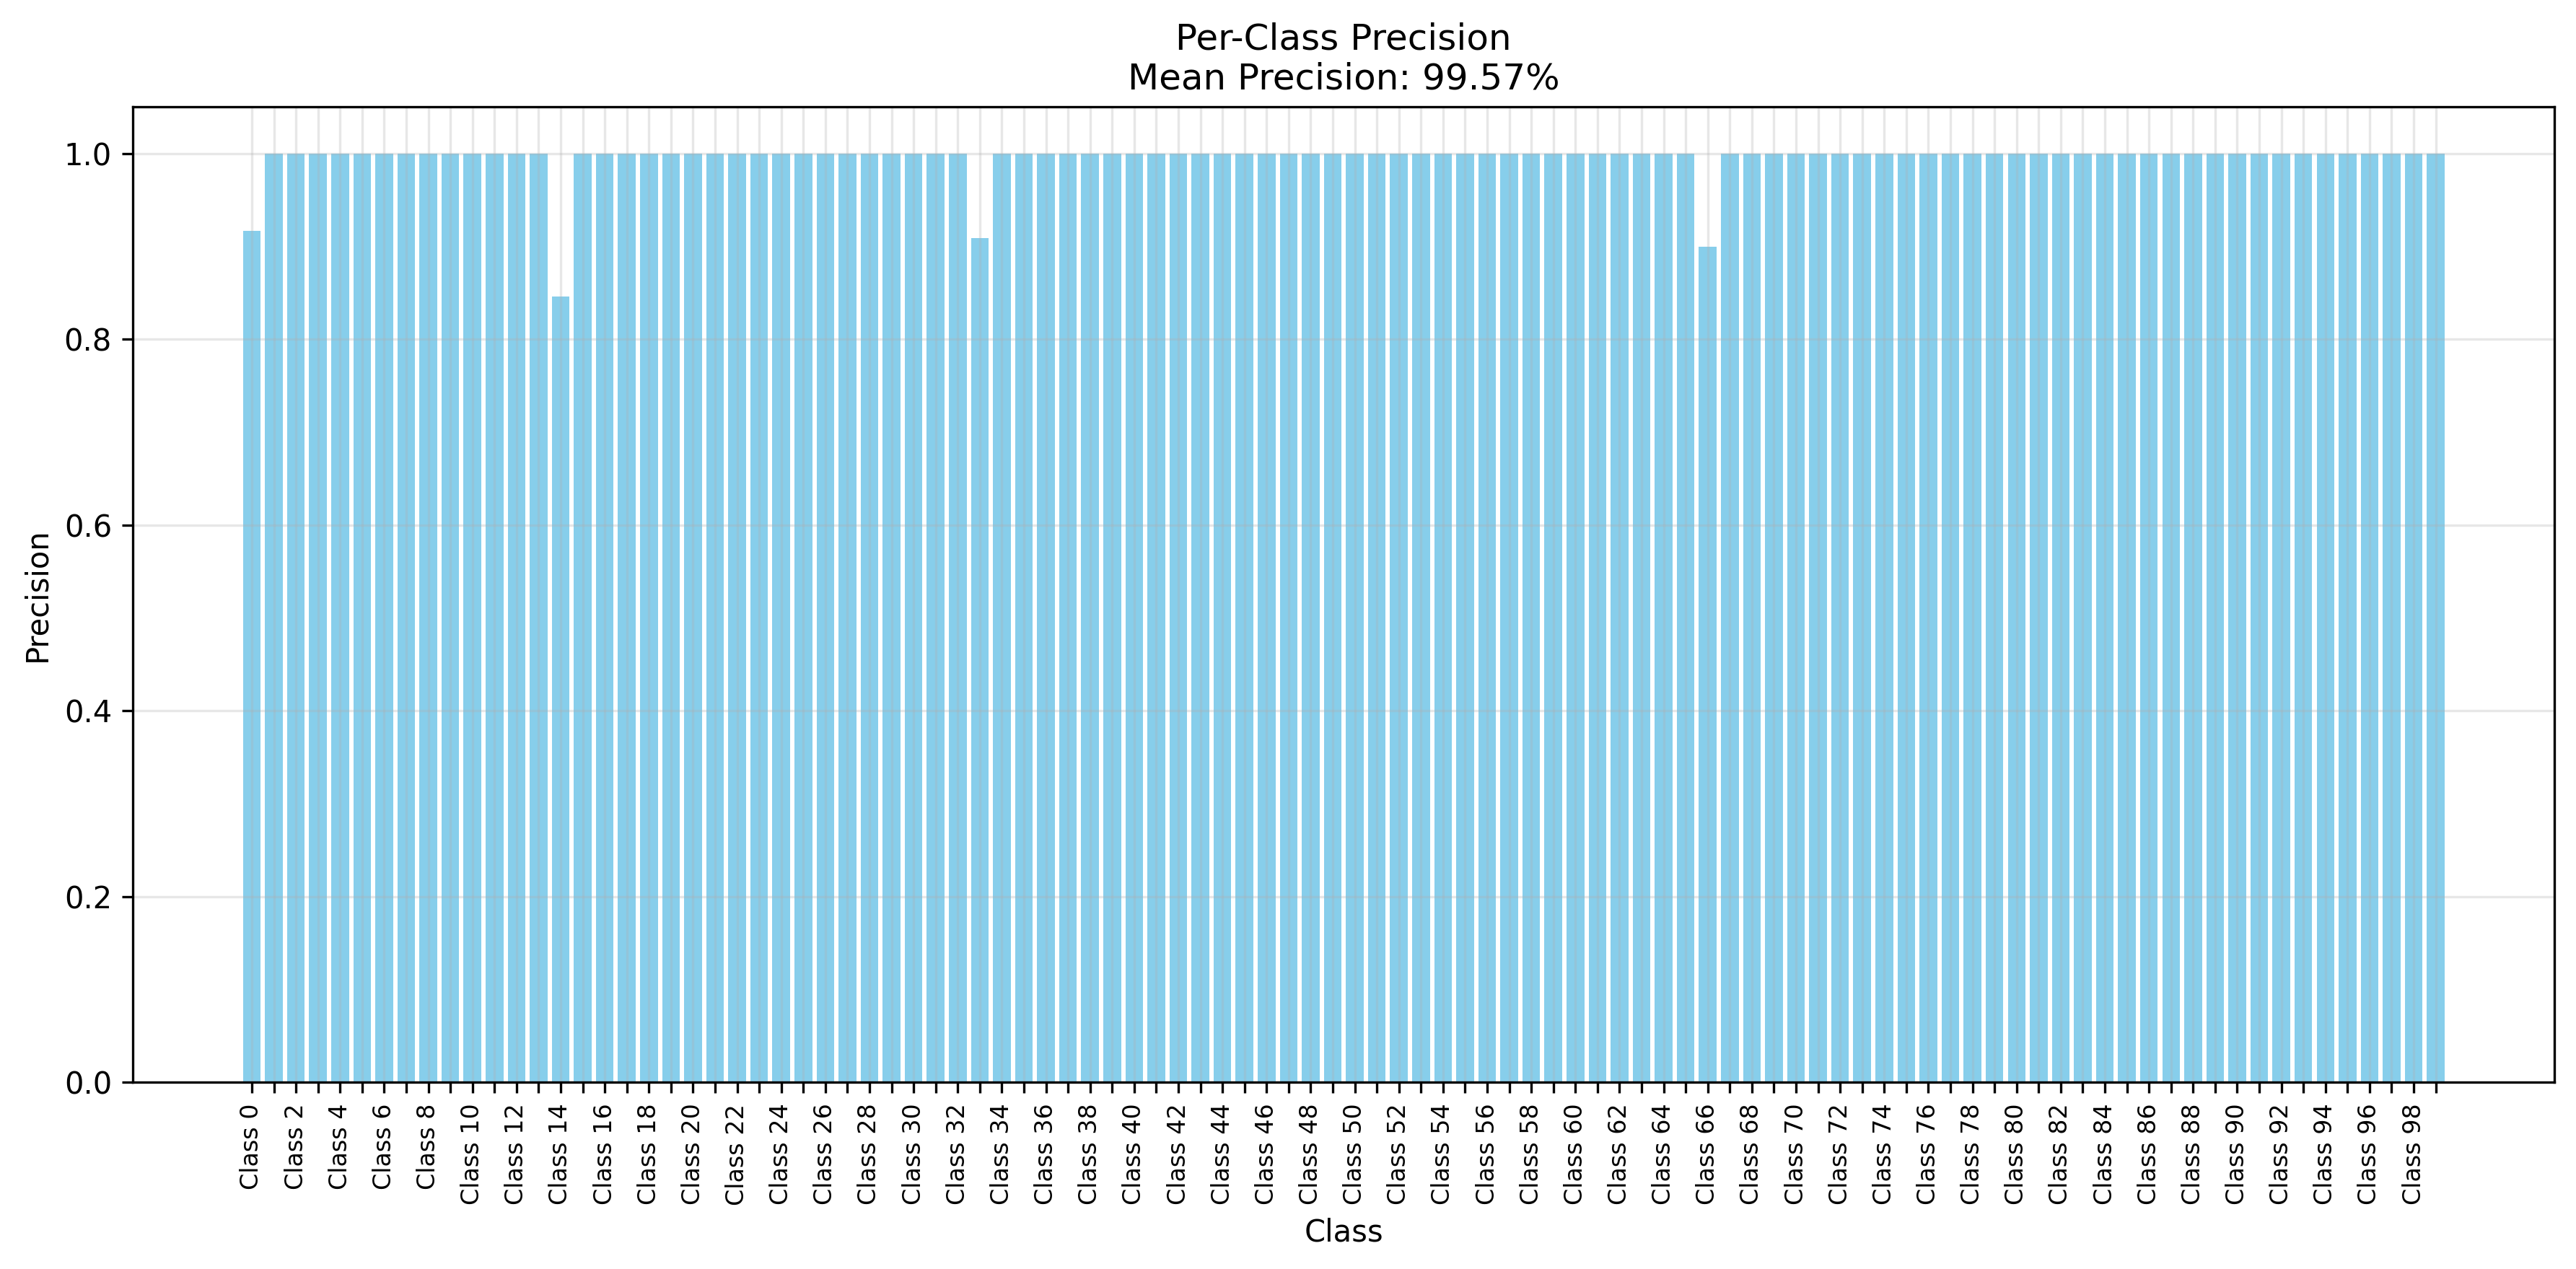 Per-Class Precision
Mean Precision: 99.57%
1.0
0.8
0.6
0.4
0.2
0.0
Precision
Class 0
Class 2
Class 4
Class 6
Class 8
Class 10
Class 12
Class 14
Class 16
Class 18
Class 20
Class 22
Class 24
Class 26
Class 28
Class 30
Class 32
Class 34
Class 36
Class 38
Class 40
Class 42
Class 44
Class 46
Class 48
Class 50
Class 52
Class 54
Class 56
Class 58
Class 60
Class 62
Class 64
Class 66
Class 68
Class 70
Class 72
Class 74
Class 76
Class 78
Class 80
Class 82
Class 84
Class 86
Class 88
Class 90
Class 92
Class 94
Class 96
Class 98
Class